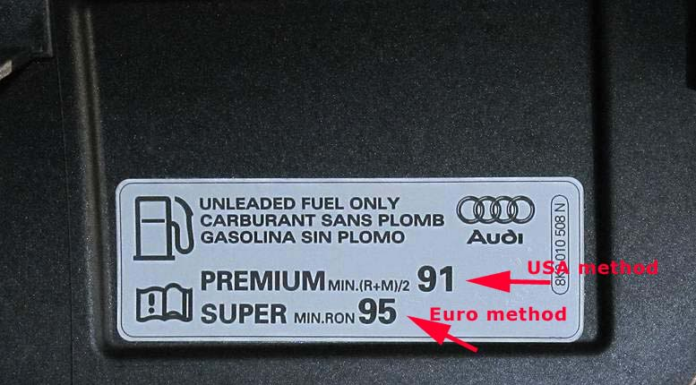 UNLEADED FUEL ONLY
CARBURANT SANS PLOMB
GASOLINA SIN PLOMO
Audi
PREMIUM MIN.(R+M)/2 91
USA method
SUPER MIN.RON 95
Euro method
010 508 N